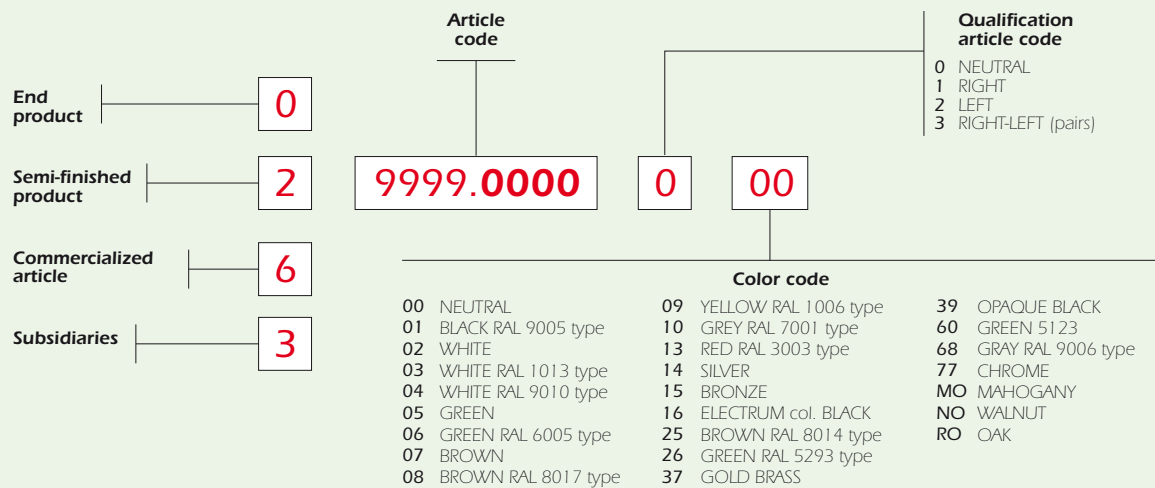 Article
code
Qualification
article code
0 NEUTRAL
1 RIGHT
2 LEFT
3 RIGHT-LEFT (pairs)
End
product
0
Semi-finished
product
2
9999.0000
0
00
Commercialized
article
6
Subsidiaries
3
Color code
00 NEUTRAL
01 BLACK RAL 9005 type
02 WHITE
03 WHITE RAL 1013 type
04 WHITE RAL 9010 type
05 GREEN
06 GREEN RAL 6005 type
07 BROWN
08 BROWN RAL 8017 type
09 YELLOW RAL 1006 type
10 GREY RAL 7001 type
13 RED RAL 3003 type
14 SILVER
15 BRONZE
16 ELECTRUM col. BLACK
25 BROWN RAL 8014 type
26 GREEN RAL 5293 type
37 GOLD BRASS
39 OPAQUE BLACK
60 GREEN 5123
68 GRAY RAL 9006 type
77 CHROME
MO MAHOGANY
NO WALNUT
RO OAK